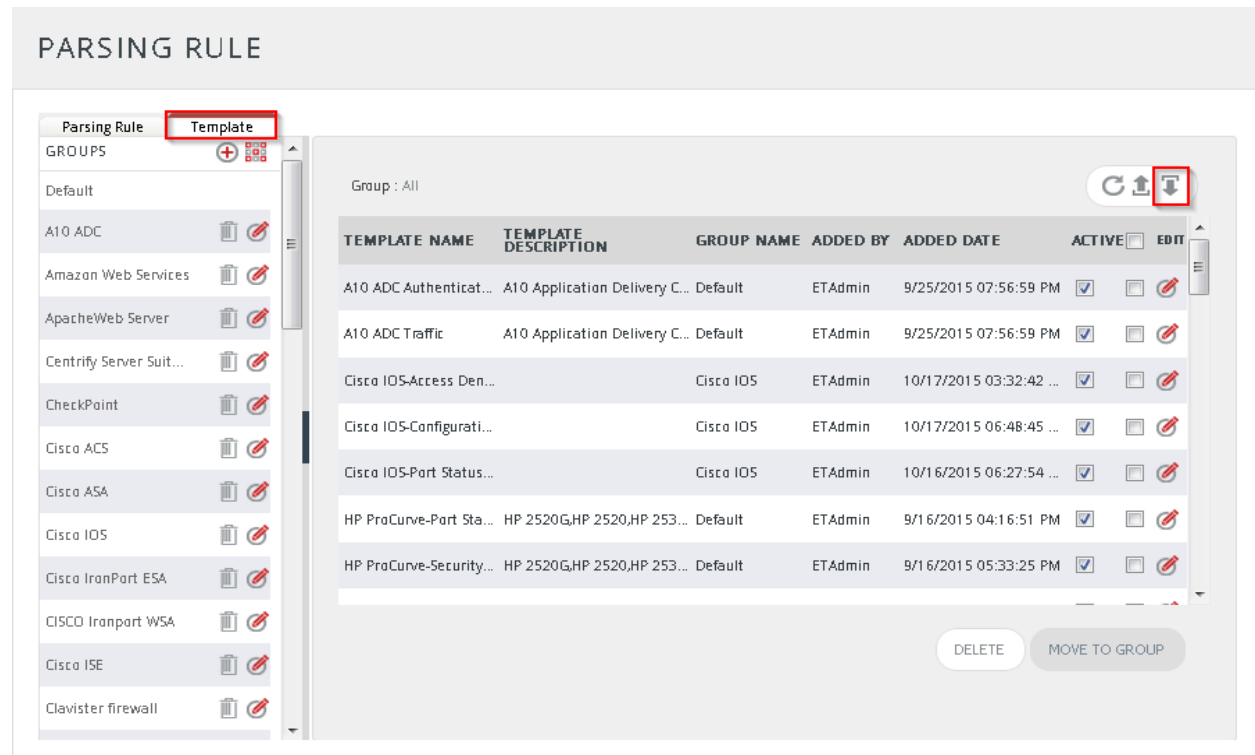 PARSING RULE
Parsing Rule Template
GROUPS
Default
A10 ADC
Amazon Web Services
ApacheWeb Server
Centrify Server Suit...
CheckPoint
Cisco ACS
Cisco ASA
Cisco IOS
Cisco IronPort ESA
CISCO Ironport WSA
Cisco ISE
Clavister firewall
Group : All
TEMPLATE NAME TEMPLATE DESCRIPTION GROUP NAME ADDED BY ADDED DATE ACTIVE EDIT
A10 ADC Authenticat... A10 Application Delivery C... Default ETAdmin 9/25/2015 07:56:59 PM
A10 ADC Traffic A10 Application Delivery C... Default ETAdmin 9/25/2015 07:56:59 PM
Cisco IOS-Access Den... Cisco IOS ETAdmin 10/17/2015 03:32:42 ...
Cisco IOS-Configurati... Cisco IOS ETAdmin 10/17/2015 06:48:45 ...
Cisco IOS-Port Status... Cisco IOS ETAdmin 10/16/2015 06:27:54 ...
HP ProCurve-Port Sta... HP 2520G,HP 2520,HP 253... Default ETAdmin 9/16/2015 04:16:51 PM
HP ProCurve-Security... HP 2520G,HP 2520,HP 253... Default ETAdmin 9/16/2015 05:33:25 PM
DELETE MOVE TO GROUP